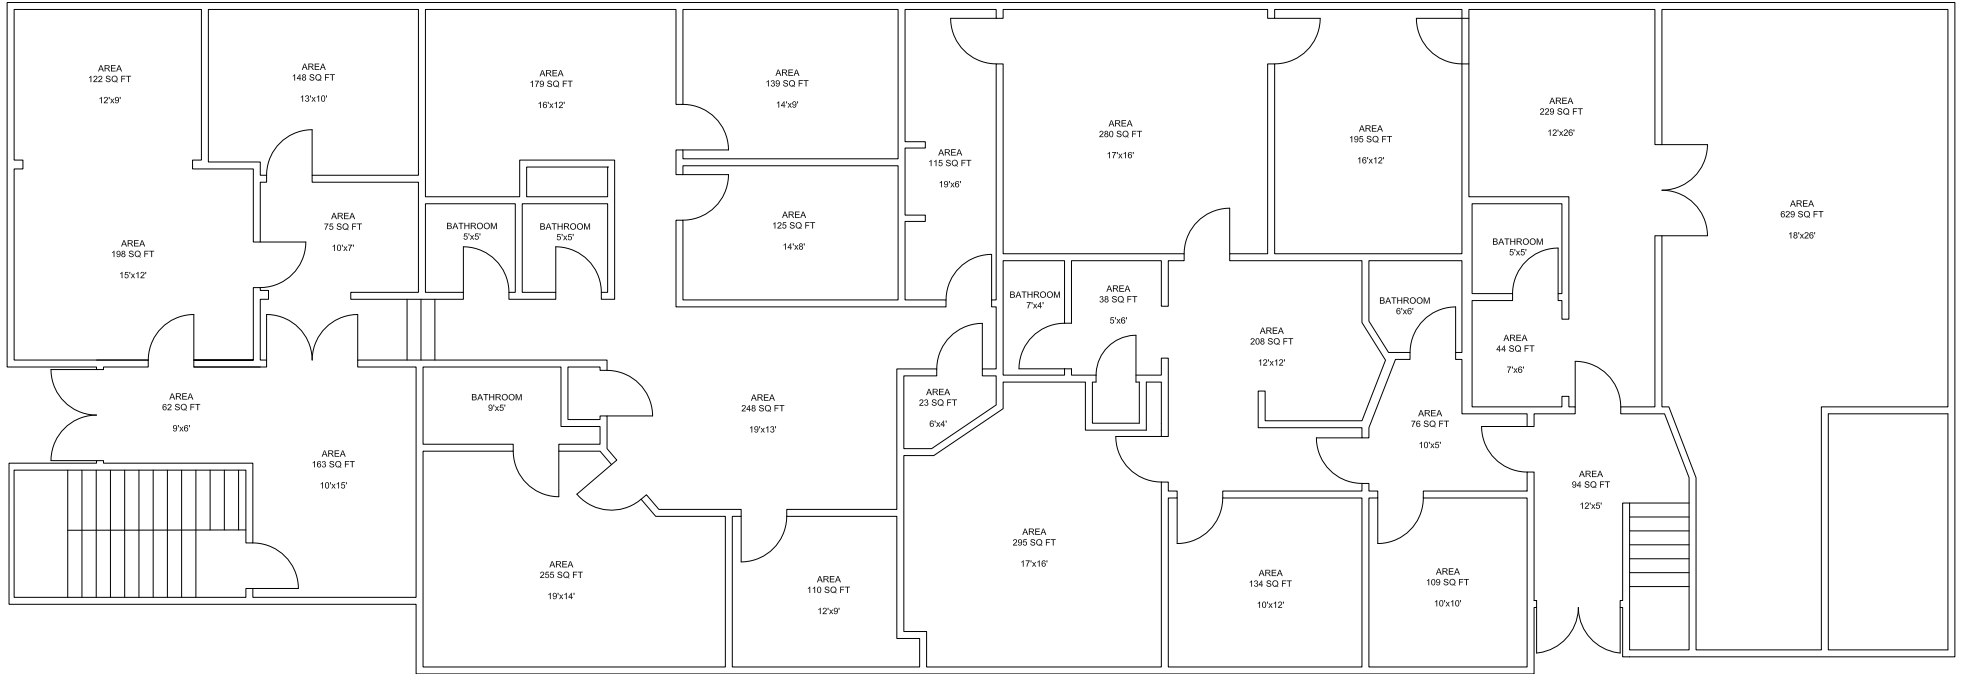 AREA
122 SQ FT
12'x9'
AREA
148 SQ FT
13'x10'
AREA
179 SQ FT
16'x12'
AREA
139 SQ FT
14'x9'
AREA
115 SQ FT
19'x6'
AREA
280 SQ FT
17'x16'
AREA
195 SQ FT
16'x12'
AREA
229 SQ FT
12'x26'
AREA
629 SQ FT
18'x26'
AREA
198 SQ FT
15'x12'
AREA
75 SQ FT
10'x7'
BATHROOM
5'x5'
BATHROOM
5'x5'
AREA
125 SQ FT
14'x8'
BATHROOM
7'x4'
AREA
38 SQ FT
5'x6'
AREA
208 SQ FT
12'x12'
BATHROOM
6'x6'
BATHROOM
5'x5'
AREA
44 SQ FT
7'x6'
AREA
62 SQ FT
9'x6'
AREA
163 SQ FT
10'x15'
BATHROOM
9'x5'
AREA
248 SQ FT
19'x13'
AREA
23 SQ FT
6'x4'
AREA
76 SQ FT
10'x5'
AREA
94 SQ FT
12'x5'
AREA
255 SQ FT
19'x14'
AREA
110 SQ FT
12'x9'
AREA
295 SQ FT
17'x16'
AREA
134 SQ FT
10'x12'
AREA
109 SQ FT
10'x10'